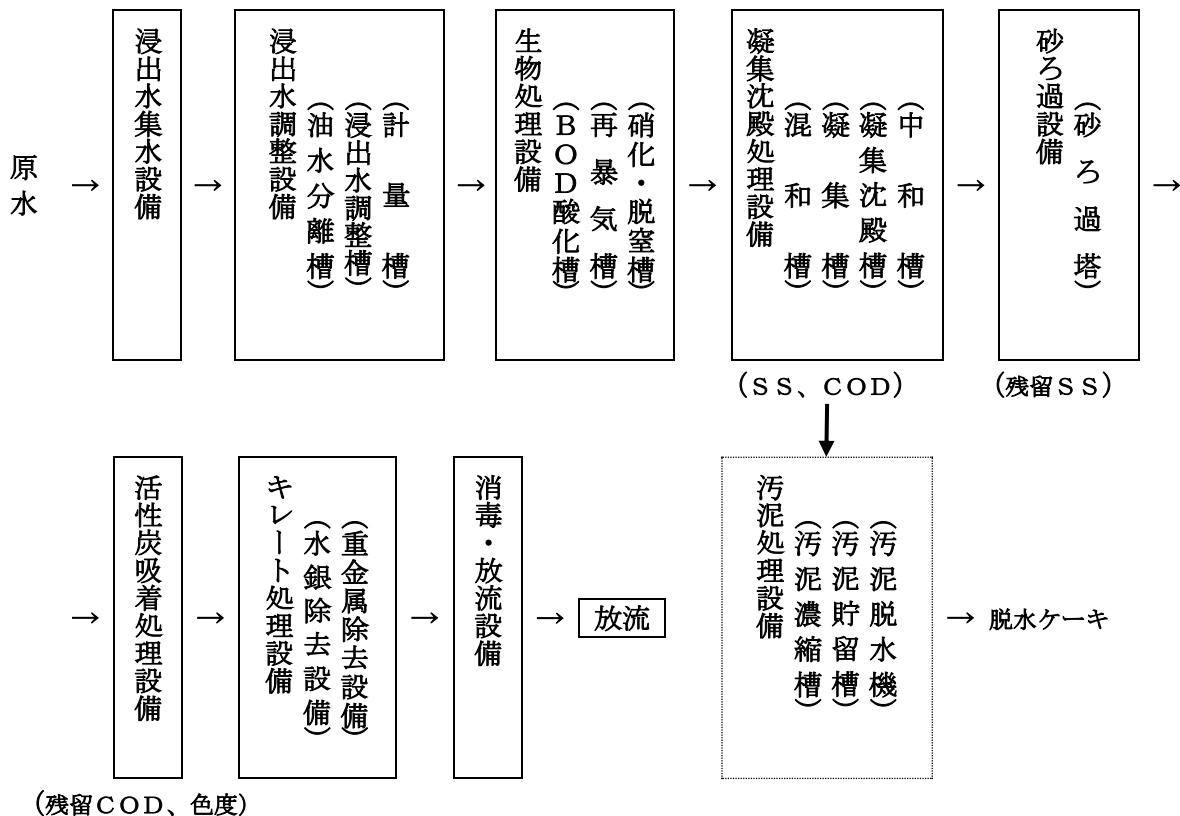 原水
→
浸出水集水設備
→
浸出水調整設備
（油水分離槽）
（浸出水調整槽）
（計量槽）
→
生物処理設備
（ＢＯＤ酸化槽）
（再暴気槽）
（硝化・脱窒槽）
→
凝集沈殿処理設備
（混和槽）
（凝集槽）
（凝集沈殿槽）
（中和槽）
（ＳＳ、ＣＯＤ）
→
砂ろ過設備
（砂ろ過塔）
（残留ＳＳ）
→
→
活性炭吸着処理設備
（残留ＣＯＤ、色度）
→
キレート処理設備
（水銀除去設備）
（重金属除去設備）
→
消毒・放流設備
→
放流
汚泥処理設備
（汚泥濃縮槽）
（汚泥貯留槽）
（汚泥脱水機）
→
脱水ケーキ